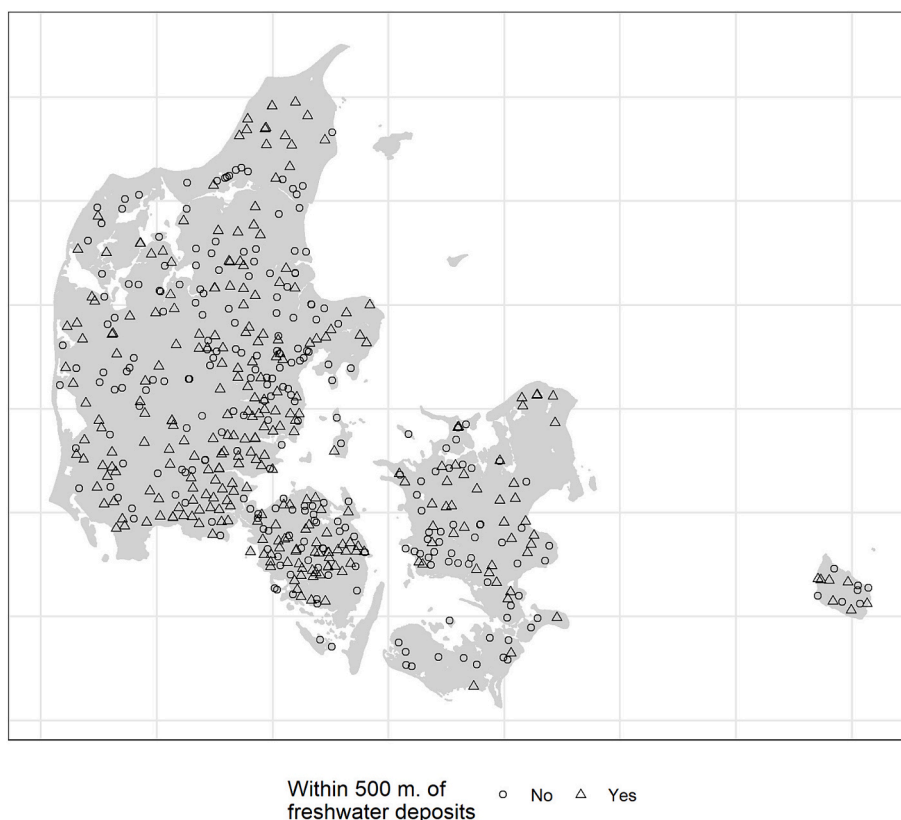 Within 500 m. of
freshwater deposits
No
Yes